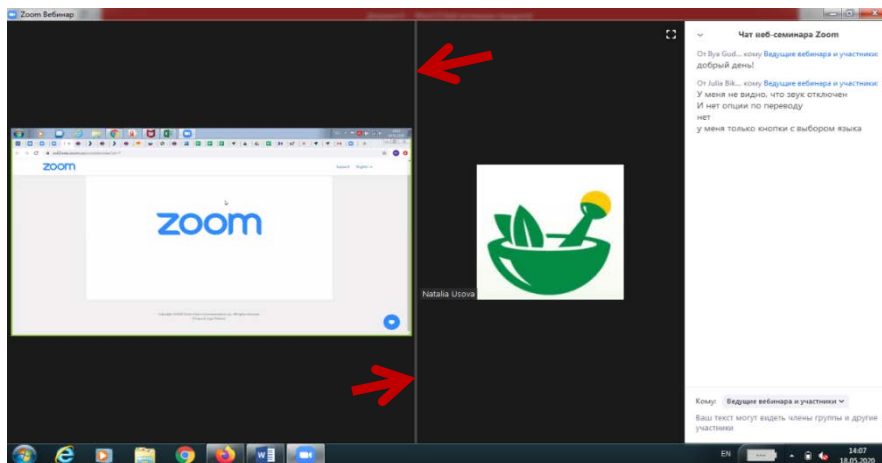 Zoom Вебинар
zoom
zoom
Natalia Usova
Чат веб-семинара Zoom
От Ilya Gud... кому Ведущие вебинара и участники:
добрый день!
От Julia Bik... кому Ведущие вебинара и участники:
У меня не видно, что звук отключен
И нет опции по переводу
нет
у меня только кнопки с выбором языка
Кому: Ведущие вебинара и участники
Ваш текст могут видеть члены группы и другие
участники
EN
14:07
18.05.2020